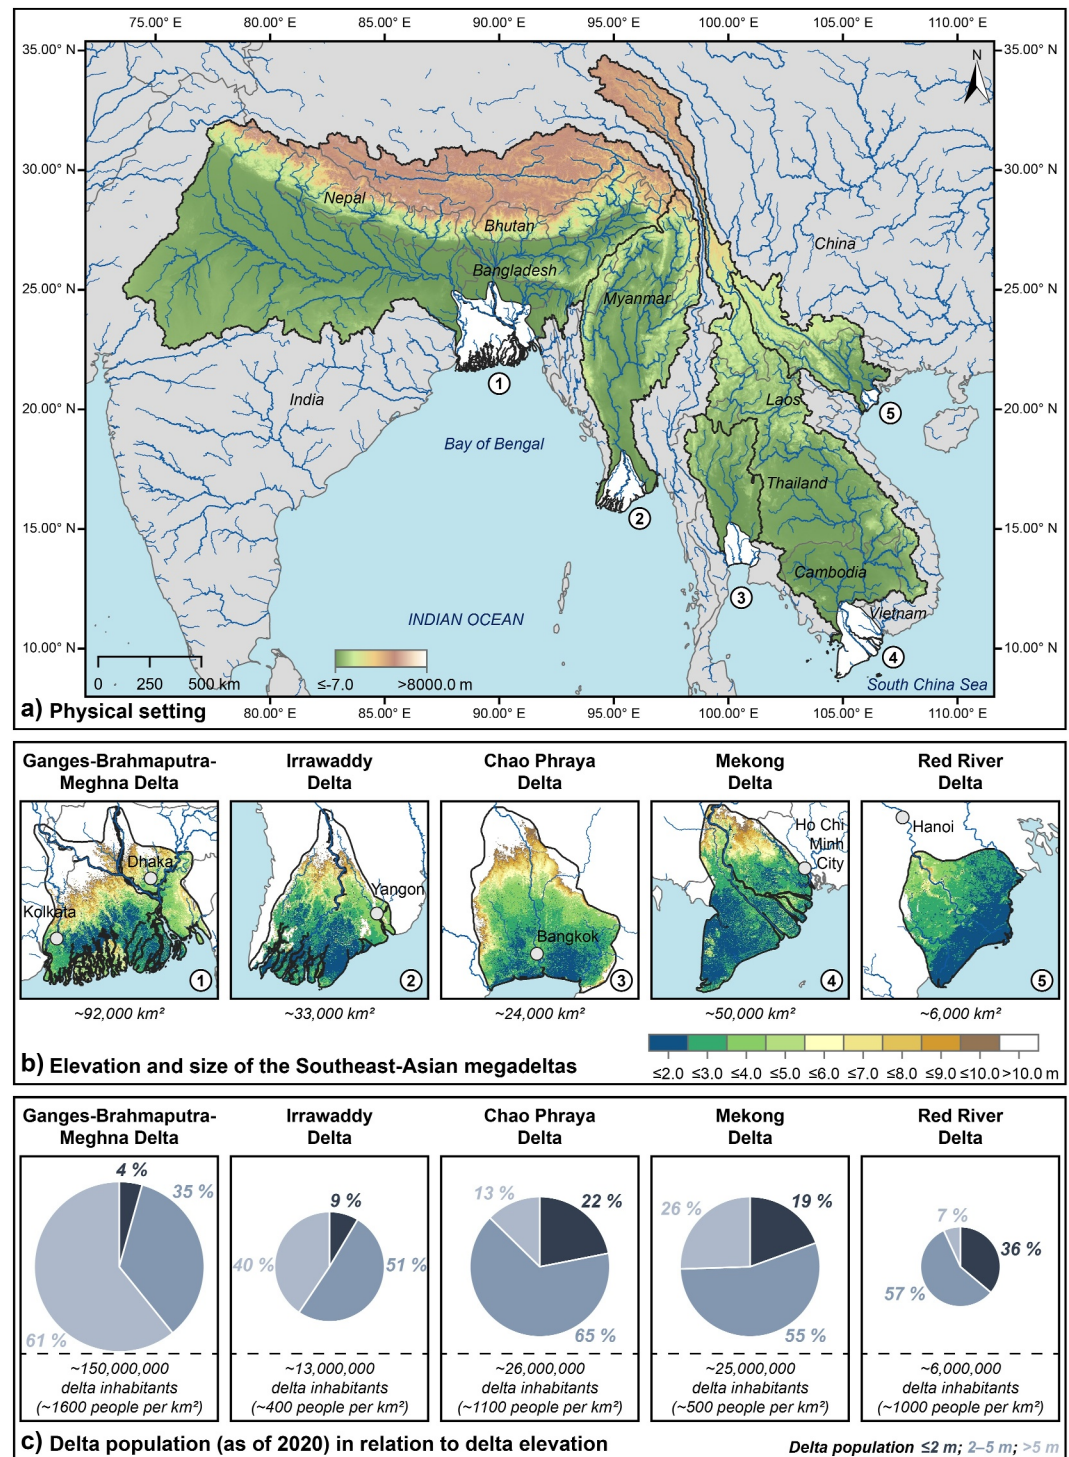 75.00° E 80.00° E 85.00° E 90.00° E 95.00° E 100.00° E 105.00° E 110.00° E
35.00° N 35.00° N
N
30.00° N 30.00° N
Nepal
Bhutan
China
Bangladesh
25.00° N 25.00° N
Myanmar
1
India
Laos
20.00° N 20.00° N
5
Bay of Bengal
Thailand
2
15.00° N 15.00° N
Cambodia
3
Vietnam
INDIAN OCEAN
10.00° N 10.00° N
4
0 250 500 km
≤-7.0 >8000.0 m
South China Sea
a) Physical setting
80.00° E 85.00° E 90.00° E 95.00° E 100.00° E 105.00° E 110.00° E
Ganges-Brahmaputra- Irrawaddy Chao Phraya Mekong Red River
Meghna Delta Delta Delta Delta Delta
Dhaka
Kolkata
1
Yangon
2
Bangkok
3
Ho Chi
Minh
City
4
Hanoi
5
~92,000 km² ~33,000 km² ~24,000 km² ~50,000 km² ~6,000 km²
b) Elevation and size of the Southeast-Asian megadeltas
≤2.0 ≤3.0 ≤4.0 ≤5.0 ≤6.0 ≤7.0 ≤8.0 ≤9.0 ≤10.0 >10.0 m
Ganges-Brahmaputra- Irrawaddy Chao Phraya Mekong Red River
Meghna Delta Delta Delta Delta Delta
4 %
35 %
61 %
9 %
40 % 51 %
13 % 22 %
65 %
26 % 19 %
55 %
7 %
36 %
57 %
~150,000,000 ~13,000,000 ~26,000,000 ~25,000,000 ~6,000,000
delta inhabitants delta inhabitants delta inhabitants delta inhabitants delta inhabitants
(~1600 people per km²) (~400 people per km²) (~1100 people per km²) (~500 people per km²) (~1000 people per km²)
c) Delta population (as of 2020) in relation to delta elevation
Delta population ≤2 m; 2–5 m; >5 m